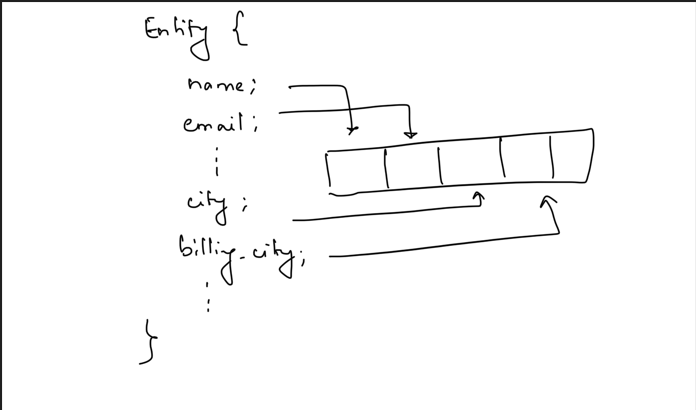 Entity {
name;
email;
⋮
city;
billing_city;
⋮
}